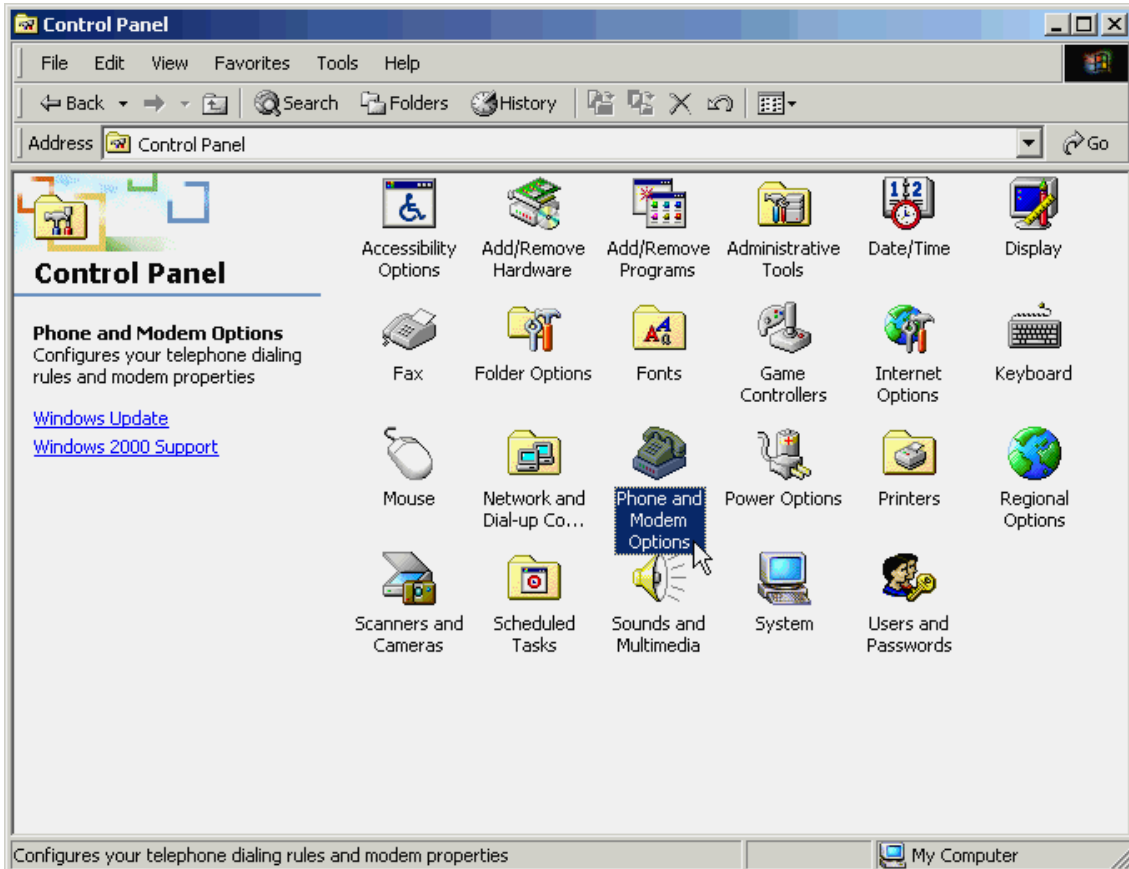 Control Panel
File Edit View Favorites Tools Help
Back Search Folders History
Address Control Panel Go
Control Panel
Phone and Modem Options
Configures your telephone dialing
rules and modem properties
Windows Update
Windows 2000 Support
Accessibility
Options
Add/Remove
Hardware
Add/Remove
Programs
Administrative
Tools
Date/Time
Display
Fax
Folder Options
Fonts
Game
Controllers
Internet
Options
Keyboard
Mouse
Network and
Dial-up Co...
Phone and
Modem
Options
Power Options
Printers
Regional
Options
Scanners and
Cameras
Scheduled
Tasks
Sounds and
Multimedia
System
Users and
Passwords
Configures your telephone dialing rules and modem properties
My Computer